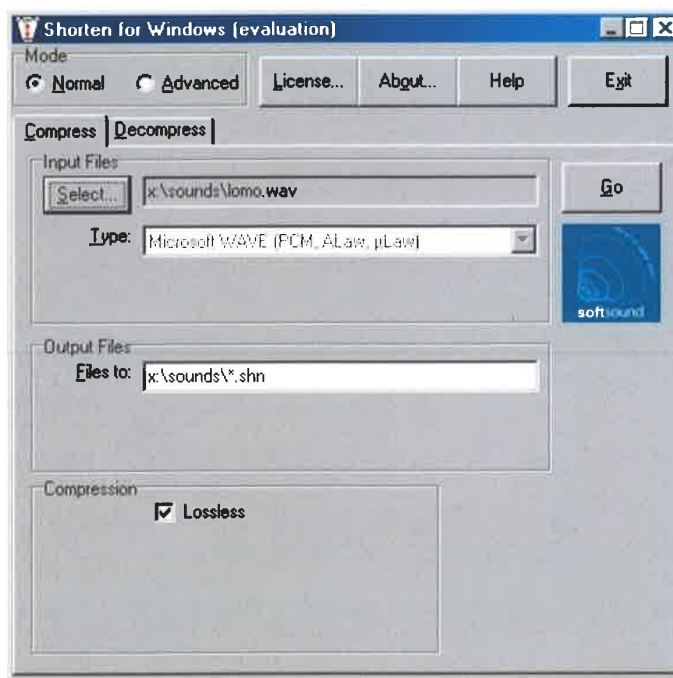 Shorten for Windows (evaluation)
Mode
Normal Advanced License... About... Help Exit
Compress Decompress
Input Files
Select... x:\sounds\lomo.wav Go
Type: Microsoft WAVE (PCM, ALaw, µLaw)
softsound
Output Files
Files to: x:\sounds\*.shn
Compression
Lossless